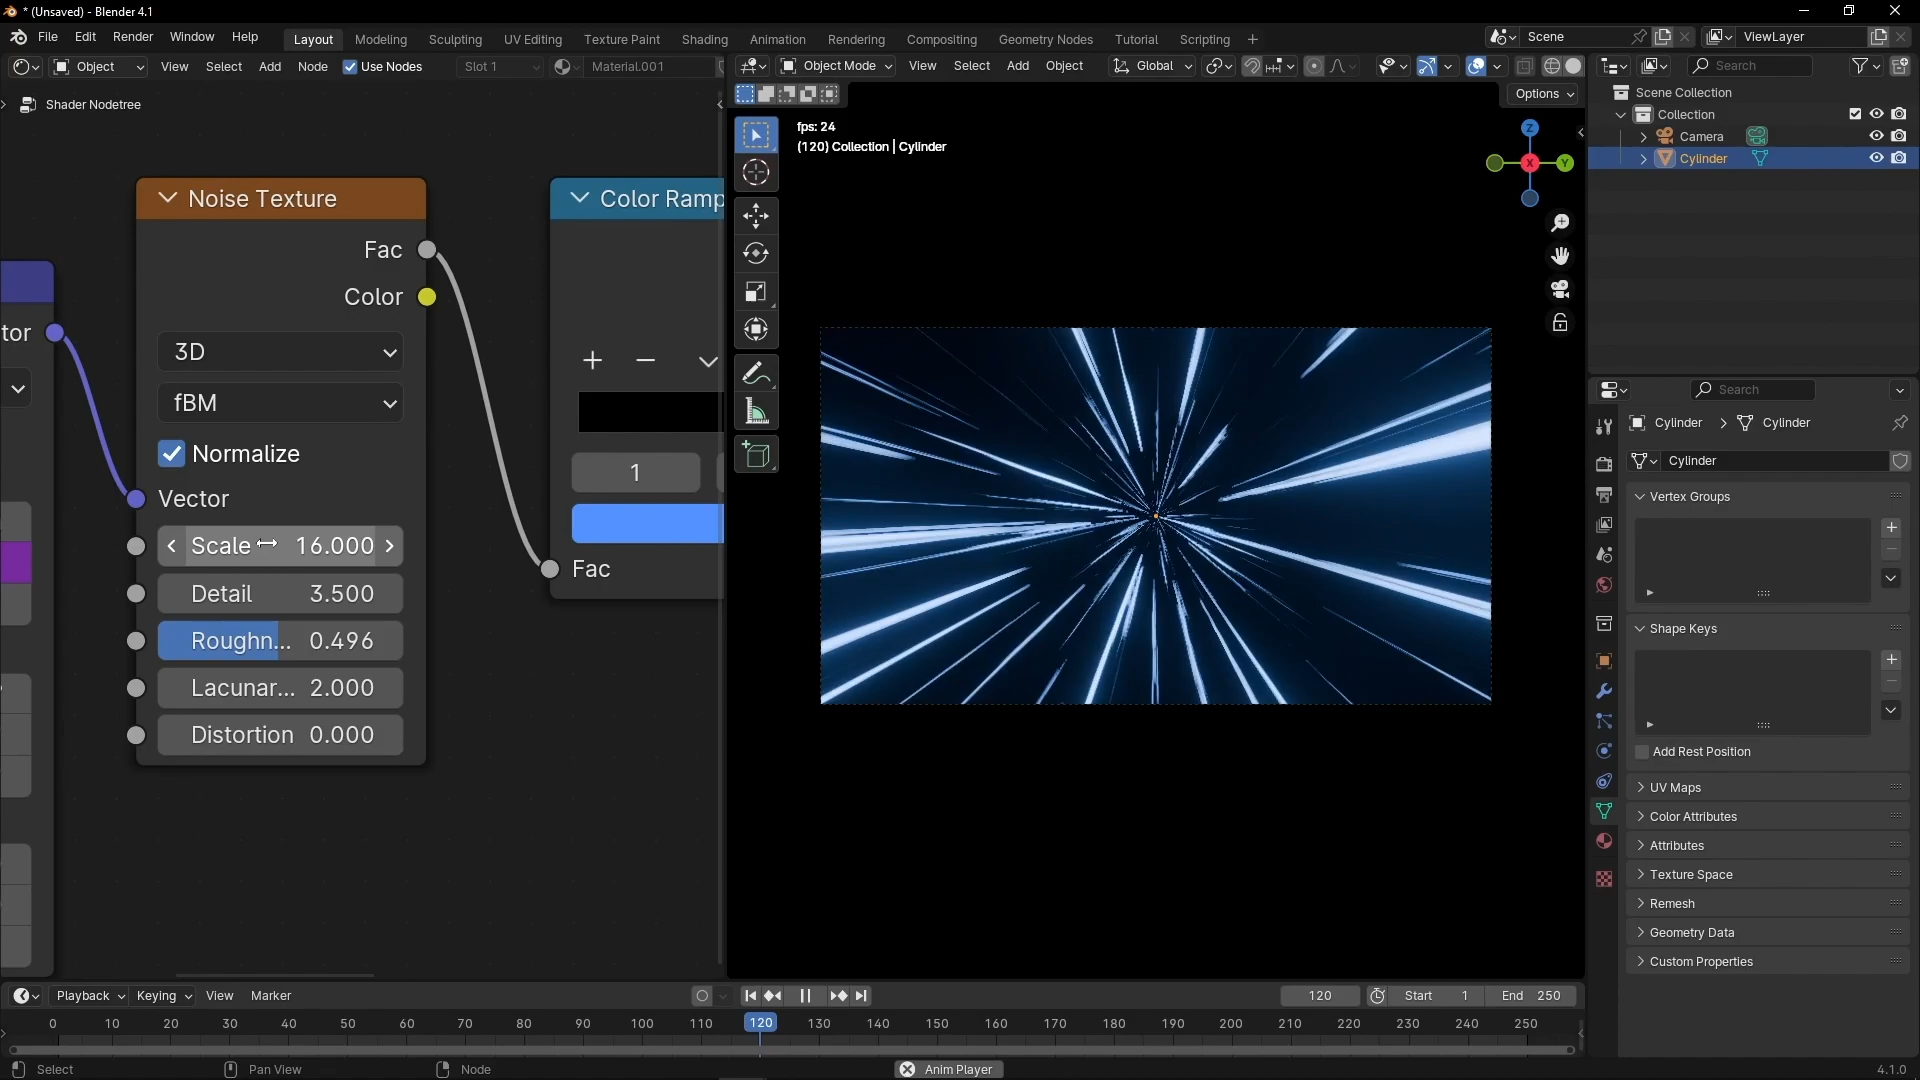 * (Unsaved) - Blender 4.1
File Edit Render Window Help
Layout Modeling Sculpting UV Editing Texture Paint Shading Animation Rendering Compositing Geometry Nodes Tutorial Scripting
Scene
ViewLayer
Object View Select Add Node Use Nodes Slot 1 Material.001
Object Mode View Select Add Object Global
Search
Options
Shader Nodetree
Scene Collection
Collection
Camera
Cylinder
fps: 24
(120) Collection | Cylinder
Z
X
Y
Noise Texture
Fac
Color
3D
fBM
Normalize
Vector
Scale 16.000
Detail 3.500
Roughn... 0.496
Lacunar... 2.000
Distortion 0.000
tor
Color Ramp
1
Fac
Search
Cylinder Cylinder
Cylinder
Vertex Groups
Shape Keys
Add Rest Position
UV Maps
Color Attributes
Attributes
Texture Space
Remesh
Geometry Data
Custom Properties
Playback Keying View Marker
120 Start 1 End 250
0 10 20 30 40 50 60 70 80 90 100 110 120 130 140 150 160 170 180 190 200 210 220 230 240 250
Select Pan View Node Anim Player 4.1.0